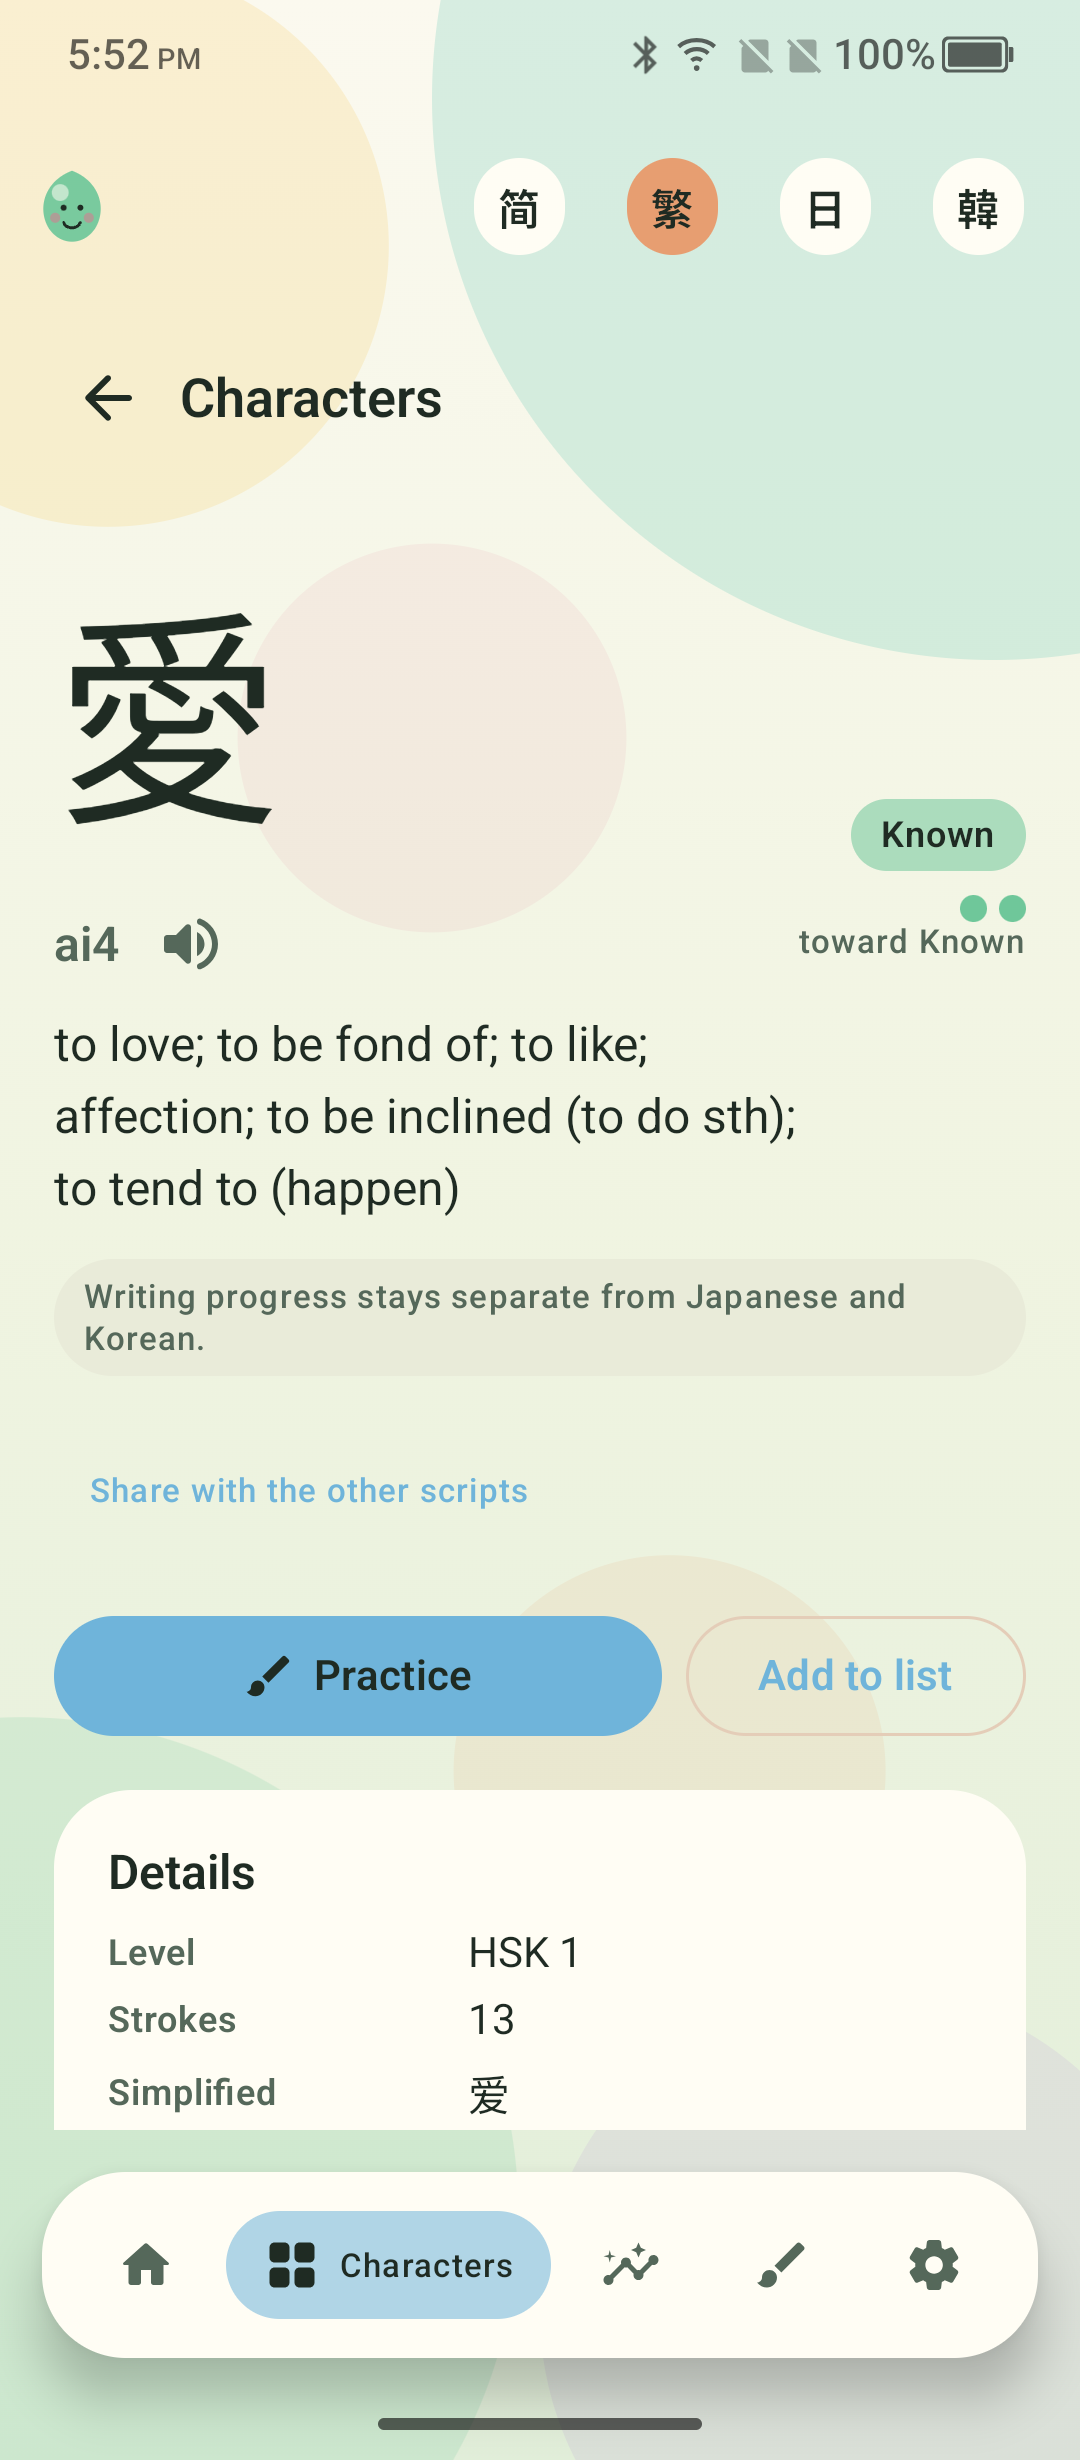 5:52 PM
100%
简 繁 日 韓
Characters
愛
Known
ai4
toward Known
to love; to be fond of; to like;
affection; to be inclined (to do sth);
to tend to (happen)
Writing progress stays separate from Japanese and
Korean.
Share with the other scripts
Practice
Add to list
Details
Level HSK 1
Strokes 13
Simplified 爱
Characters